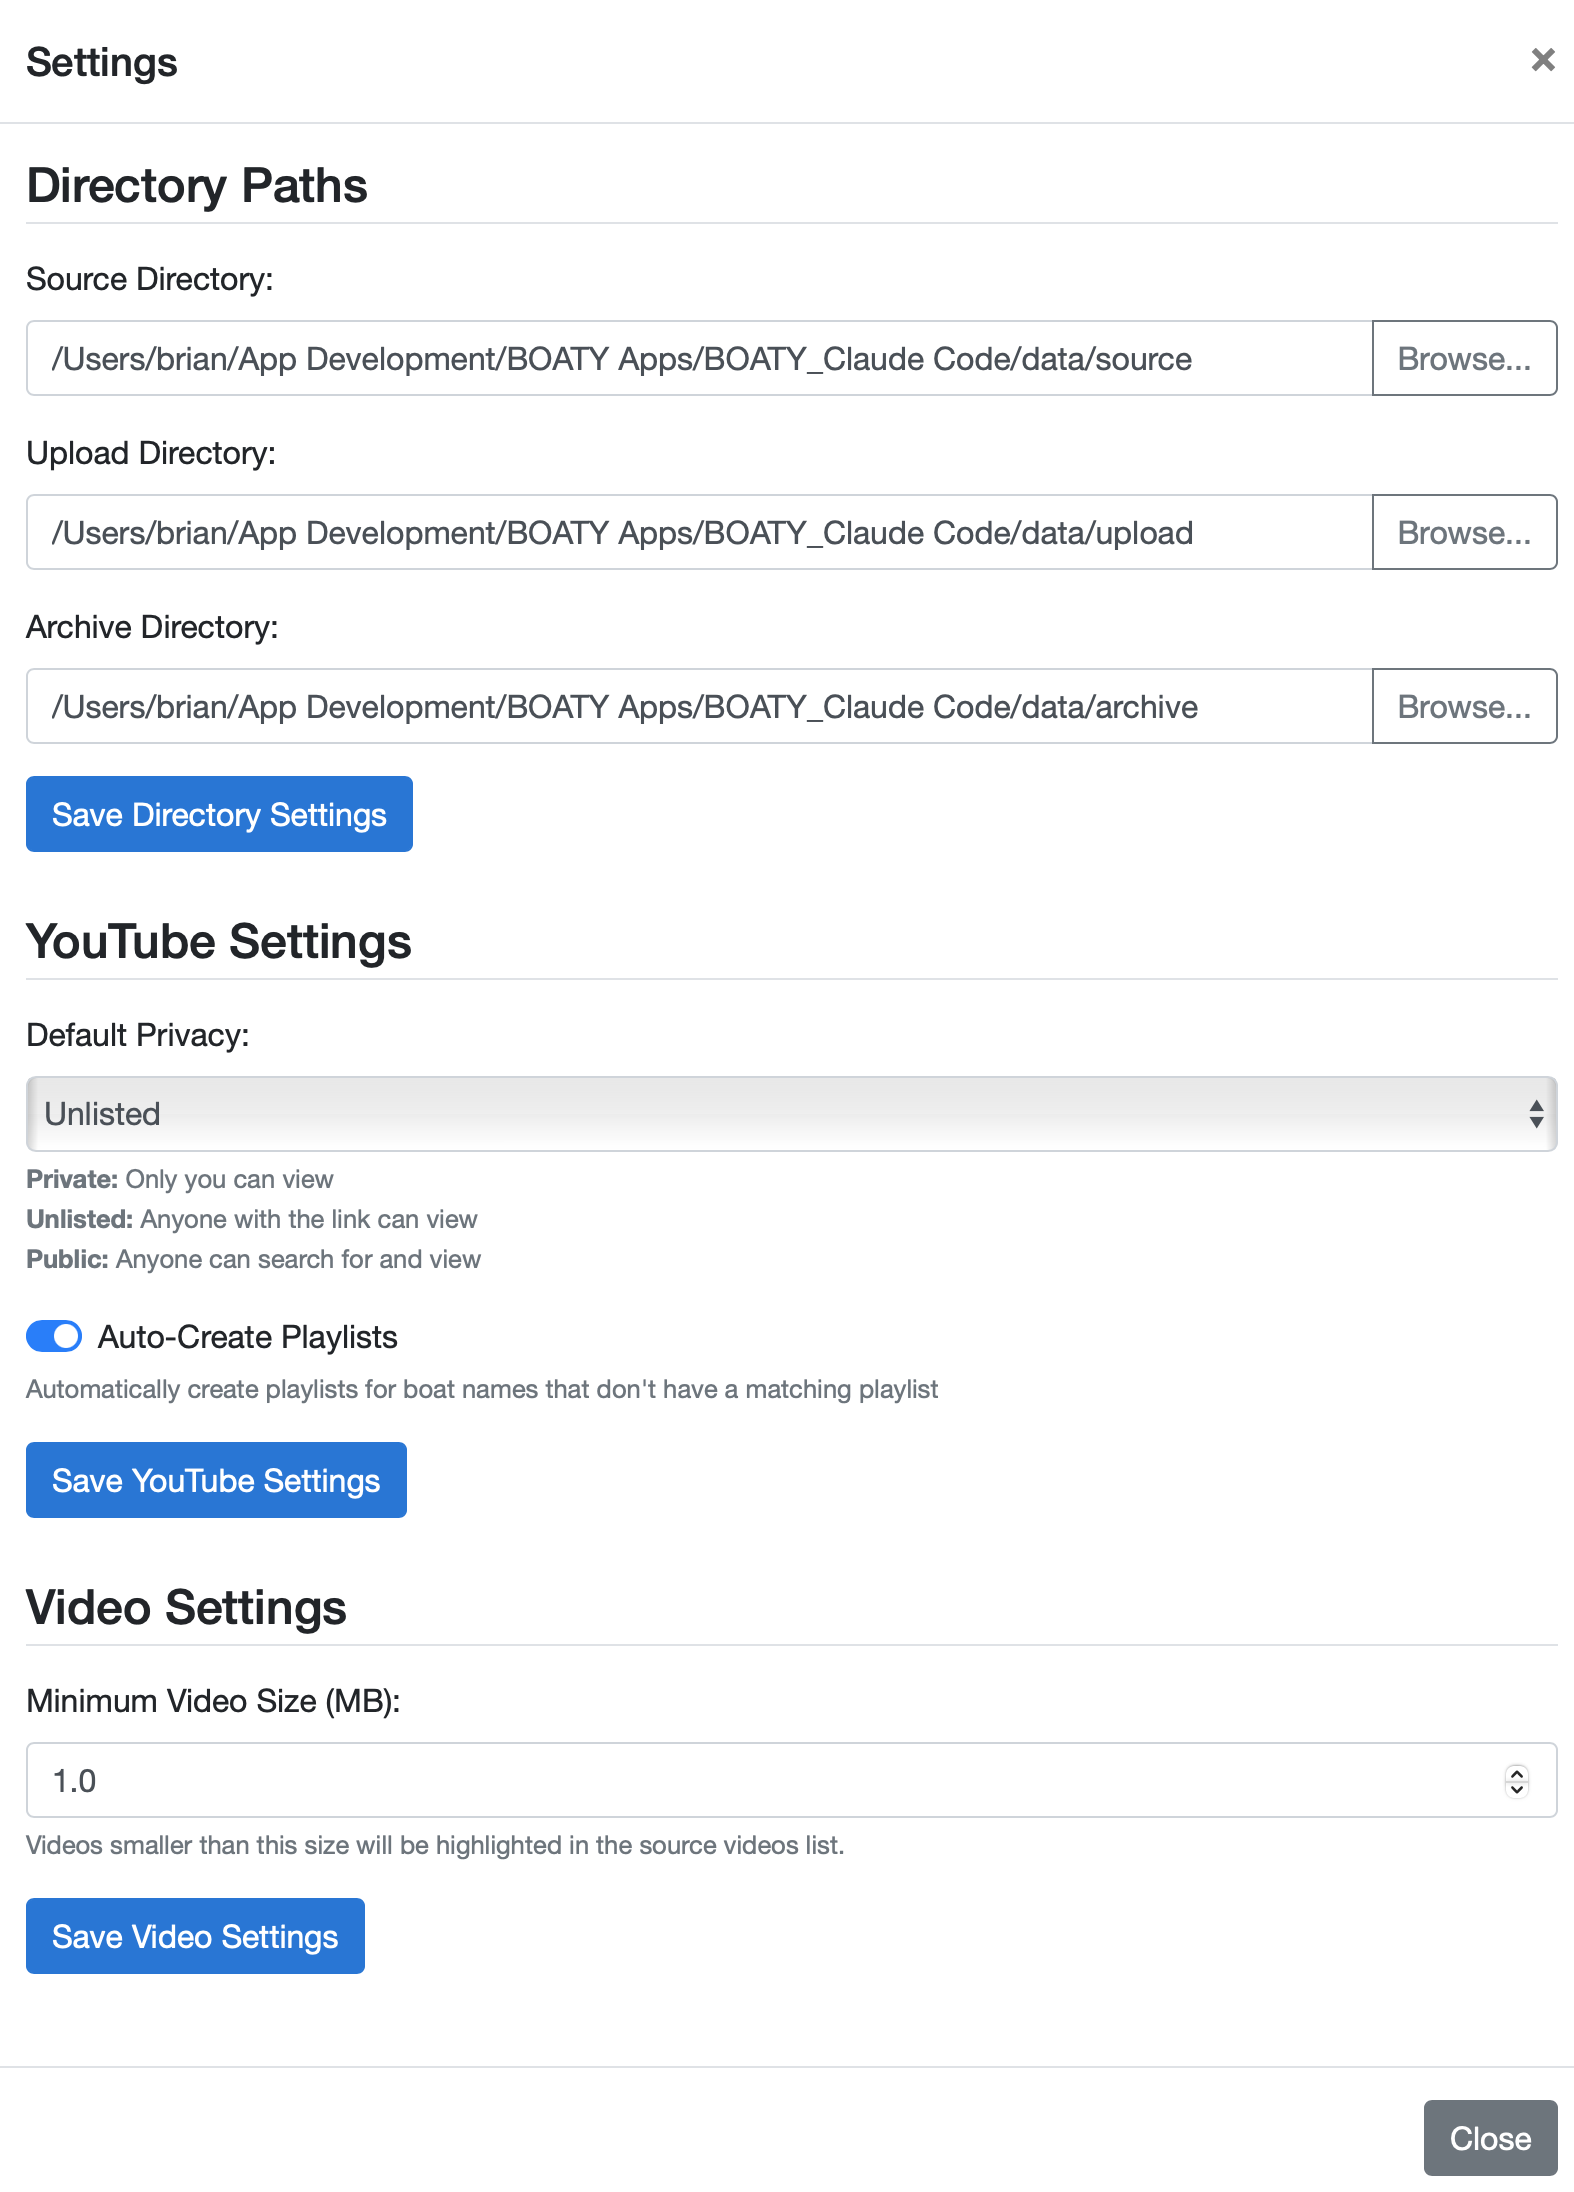 Settings
×
Directory Paths
Source Directory:
/Users/brian/App Development/BOATY Apps/BOATY_Claude Code/data/source
Browse...
Upload Directory:
/Users/brian/App Development/BOATY Apps/BOATY_Claude Code/data/upload
Browse...
Archive Directory:
/Users/brian/App Development/BOATY Apps/BOATY_Claude Code/data/archive
Browse...
Save Directory Settings
YouTube Settings
Default Privacy:
Unlisted
Private: Only you can view
Unlisted: Anyone with the link can view
Public: Anyone can search for and view
Auto-Create Playlists
Automatically create playlists for boat names that don't have a matching playlist
Save YouTube Settings
Video Settings
Minimum Video Size (MB):
1.0
Videos smaller than this size will be highlighted in the source videos list.
Save Video Settings
Close